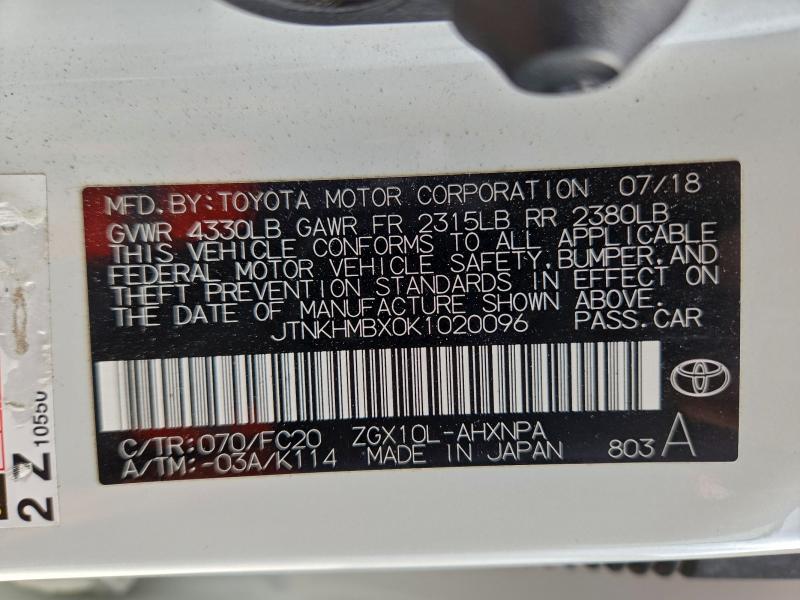 MFD. BY: TOYOTA MOTOR CORPORATION 07/18
GVWR 4330LB GAWR FR 2315LB RR 2380LB
THIS VEHICLE CONFORMS TO ALL APPLICABLE
FEDERAL MOTOR VEHICLE SAFETY, BUMPER, AND
THEFT PREVENTION STANDARDS IN EFFECT ON
THE DATE OF MANUFACTURE SHOWN ABOVE.
JTNKHMBX0K1020096 PASS.CAR
C/TR: 070/FC20 ZGX10L-AHXNPA
A/TM: -03A/K114 MADE IN JAPAN 803 A
2 Z 10550